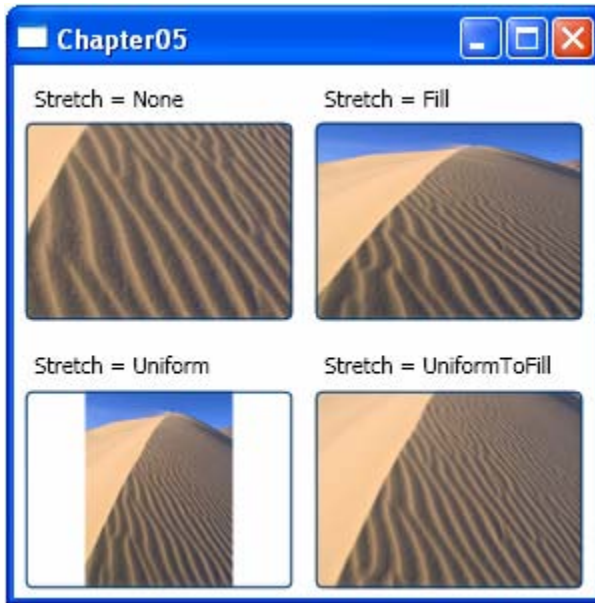 Chapter05
Stretch = None
Stretch = Fill
Stretch = Uniform
Stretch = UniformToFill